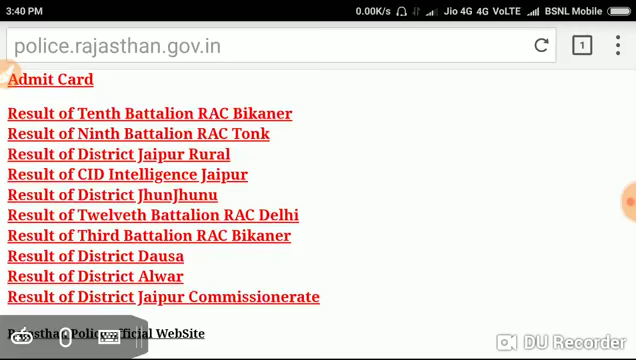 3:40 PM 0.00K/s Jio 4G 4G VoLTE BSNL Mobile
police.rajasthan.gov.in 1
Admit Card
Result of Tenth Battalion RAC Bikaner
Result of Ninth Battalion RAC Tonk
Result of District Jaipur Rural
Result of CID Intelligence Jaipur
Result of District JhunJhunu
Result of Twelveth Battalion RAC Delhi
Result of Third Battalion RAC Bikaner
Result of District Dausa
Result of District Alwar
Result of District Jaipur Commissionerate
WebSite
DU Recorder